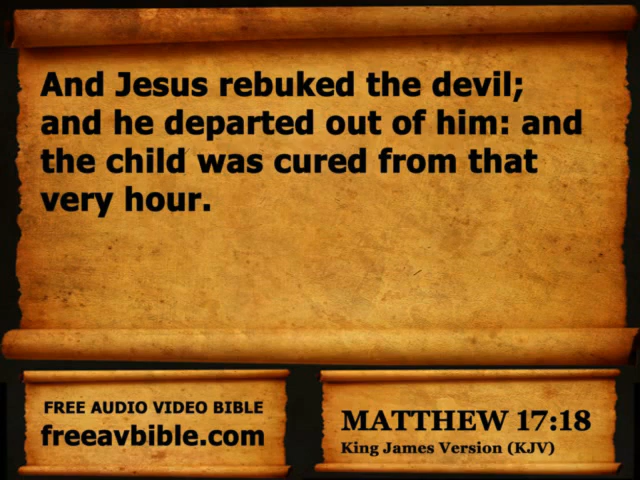 And Jesus rebuked the devil;
and he departed out of him: and
the child was cured from that
very hour.
FREE AUDIO VIDEO BIBLE
freeavbible.com
MATTHEW 17:18
King James Version (KJV)